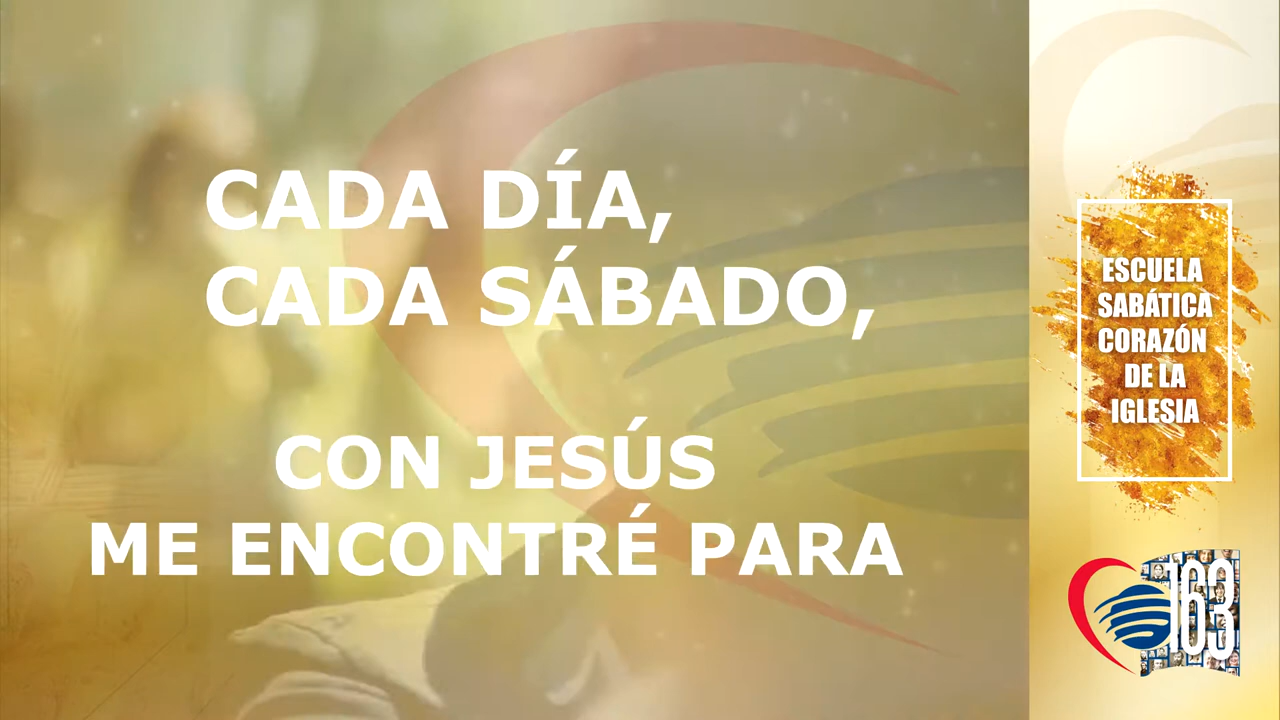 CADA DÍA,
CADA SÁBADO,
CON JESÚS
ME ENCONTRÉ PARA
ESCUELA
SABÁTICA
CORAZÓN
DE LA
IGLESIA
163